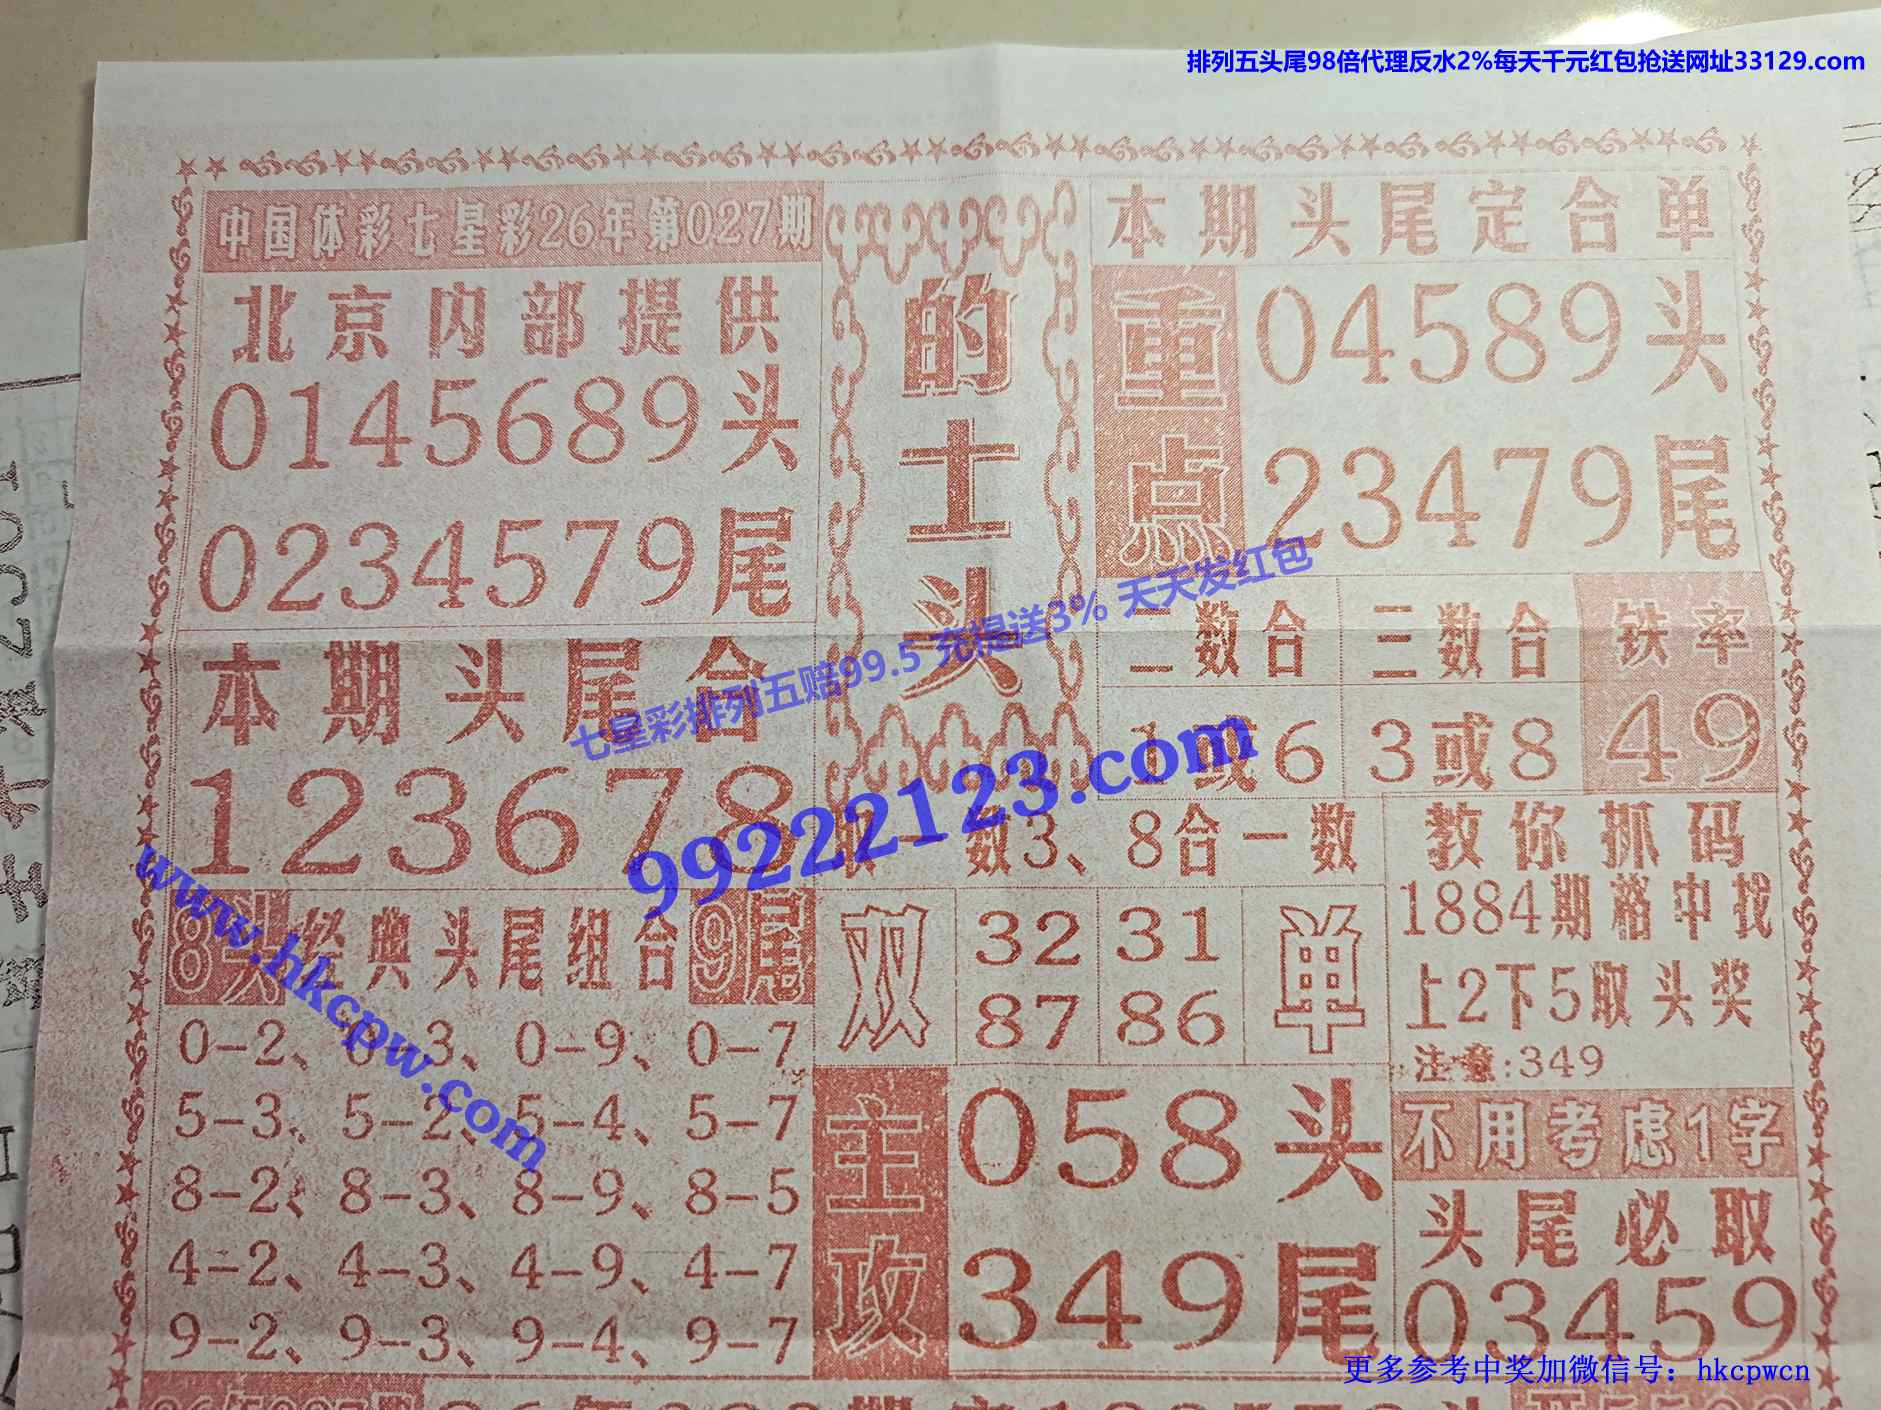 排列五头尾98倍代理反水2%每天千元红包抢送网址33129.com
中国体彩七星彩26年第027期
北京内部提供
0145689头
0234579尾
的士头
本期头尾定合单
重点
04589头
23479尾
本期头尾合
123678
二数合
1或6
三数合
3或8
铁率
49
七星彩排列五赔99.5 充提送3% 天天发红包
99222123.com
www.hkcpw.com
一数3、8合一数
8头经典头尾组合9尾
0-2、
3、0-9、0-7
5-3、5-2、5-4、5-7
8-2、8-3、8-9、8-5
4-2、4-3、4-9、4-7
9-2、9-3、9-4、9-7
双
32 31
87 86
单
主攻
058头
349尾
教你抓码
1884期格中找
上2下5取头奖
注意:349
不用考虑1字
头尾必取
03459
更多参考中奖加微信号：hkcpwcn